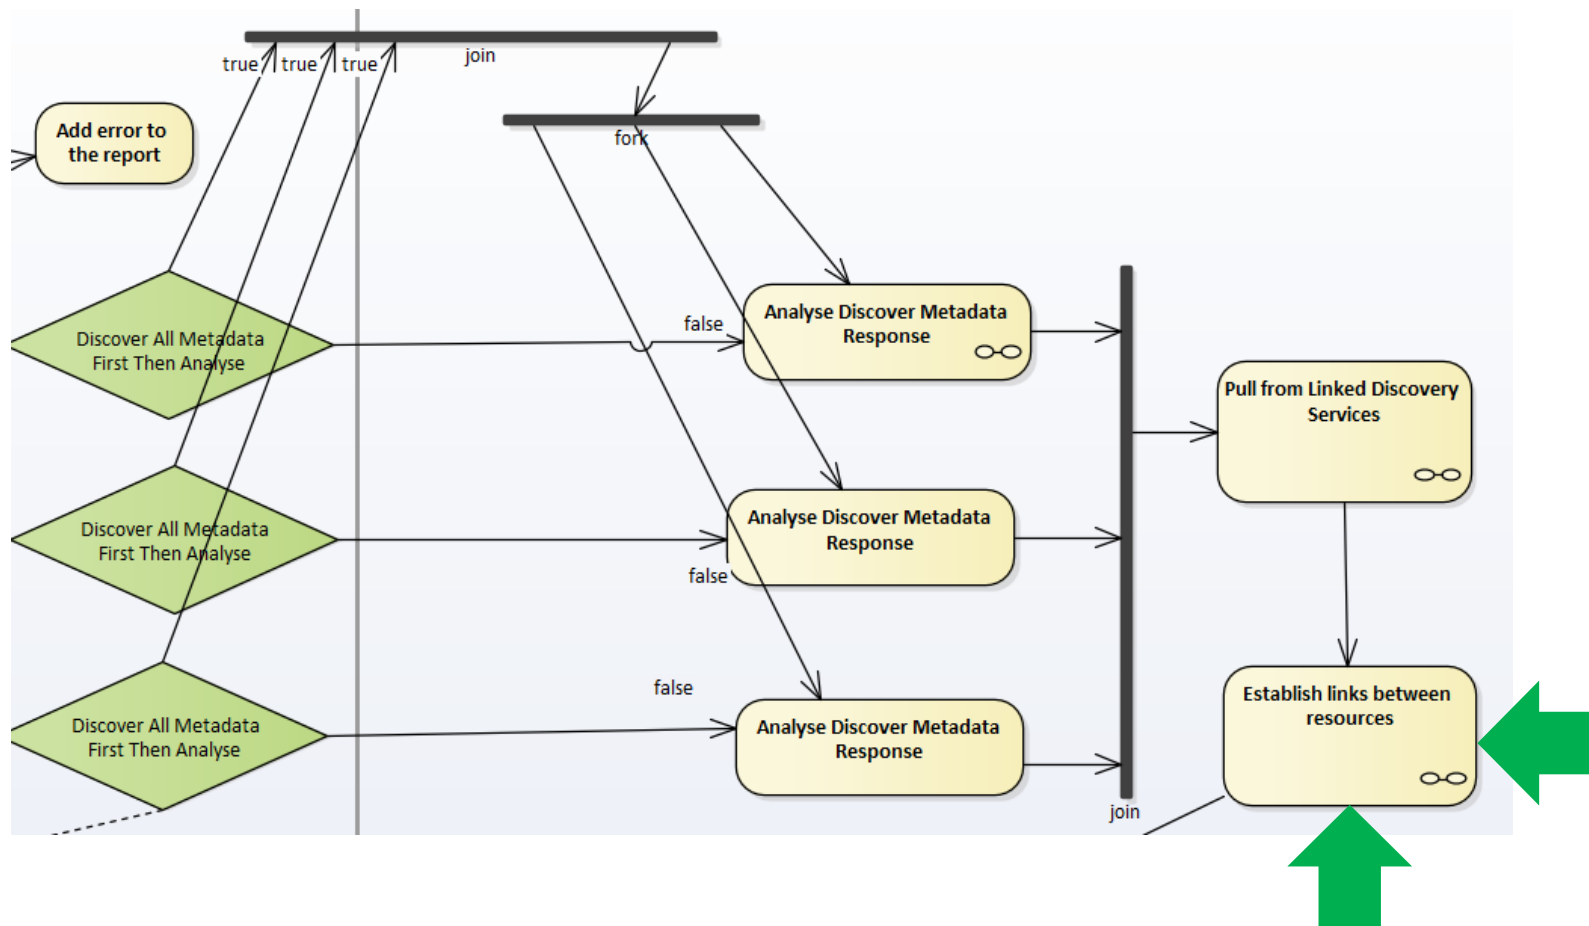 true
true
true
join
fork
Add error to
the report
Discover All Metadata
First Then Analyse
false
Analyse Discover Metadata
Response
Pull from Linked Discovery
Services
Discover All Metadata
First Then Analyse
Analyse Discover Metadata
Response
false
false
Discover All Metadata
First Then Analyse
Analyse Discover Metadata
Response
Establish links between
resources
join